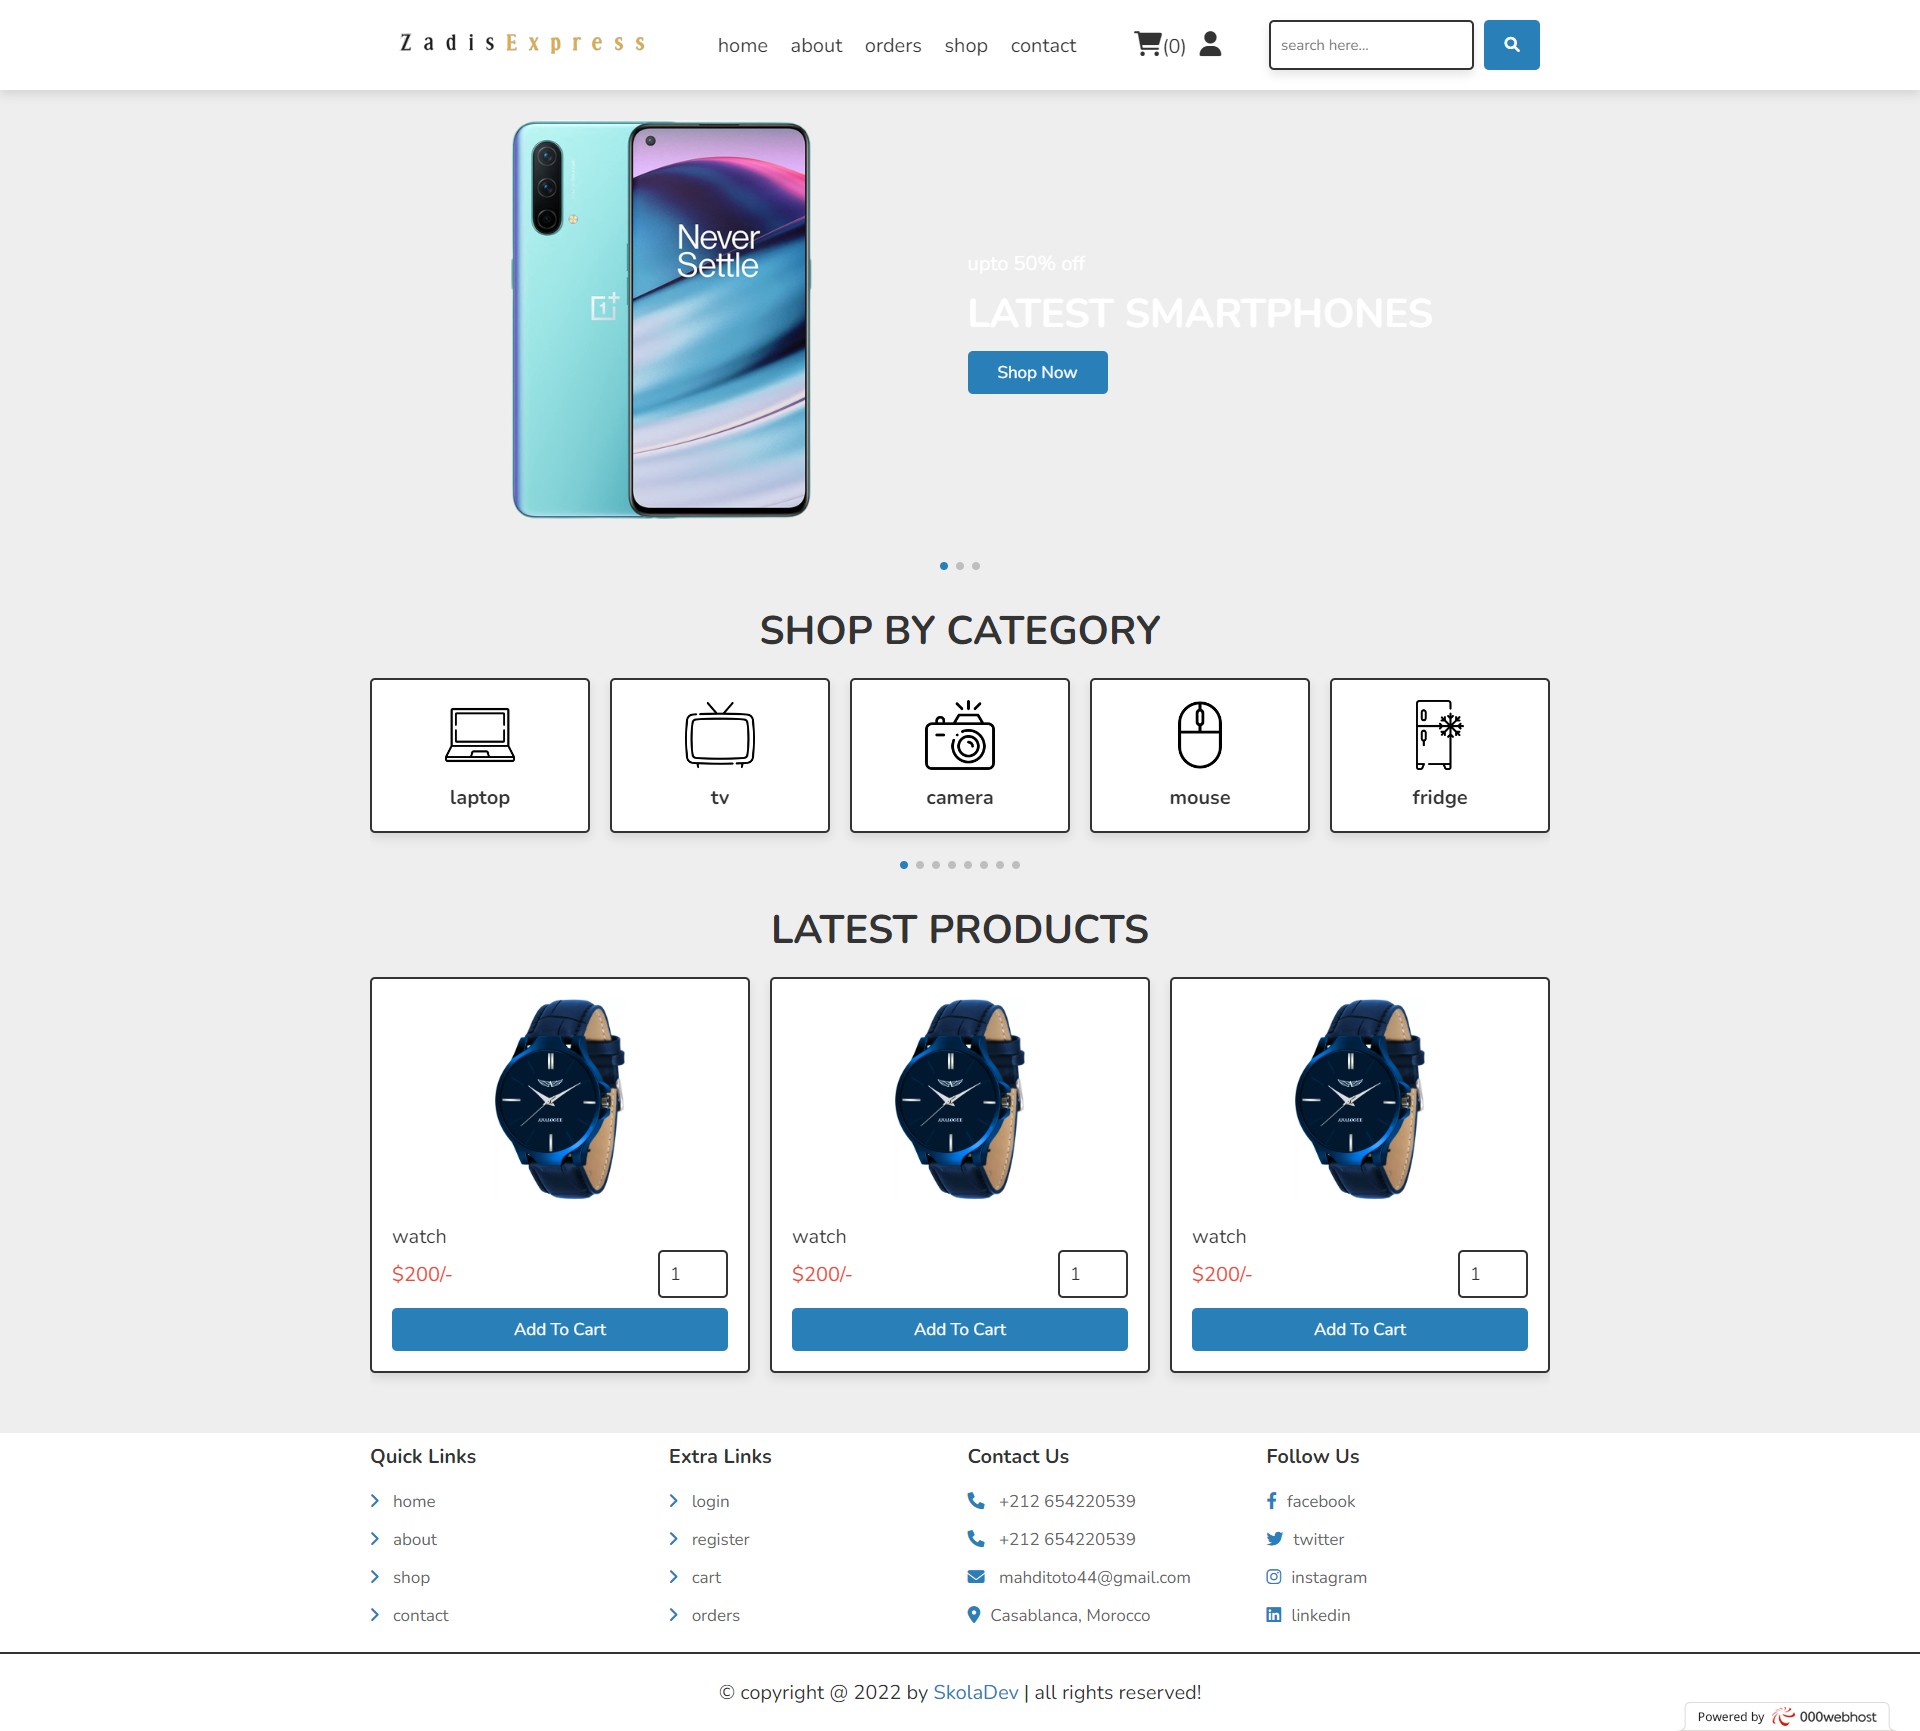 ZadisExpress
home about orders shop contact
(0)
search here...
Never
Settle
1
upto 50% off
LATEST SMARTPHONES
Shop Now
SHOP BY CATEGORY
laptop tv camera mouse fridge
LATEST PRODUCTS
ANALOGUE ANALOGUE ANALOGUE
watch watch watch
$200/- 1 $200/- 1 $200/- 1
Add To Cart Add To Cart Add To Cart
Quick Links Extra Links Contact Us Follow Us
home login +212 654220539 facebook
about register +212 654220539 twitter
shop cart mahditoto44@gmail.com instagram
contact orders Casablanca, Morocco linkedin
© copyright @ 2022 by SkolaDev | all rights reserved!
Powered by 000webhost